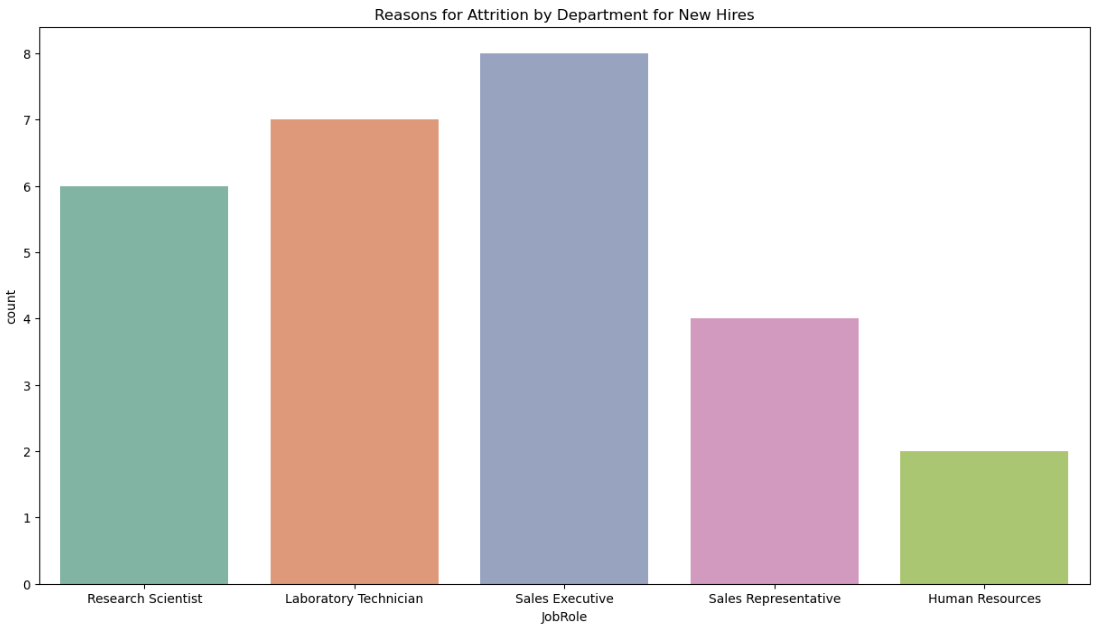 Reasons for Attrition by Department for New Hires
8
7
6
5
4
3
2
1
0
count
Research Scientist
Laboratory Technician
Sales Executive
Sales Representative
Human Resources
JobRole